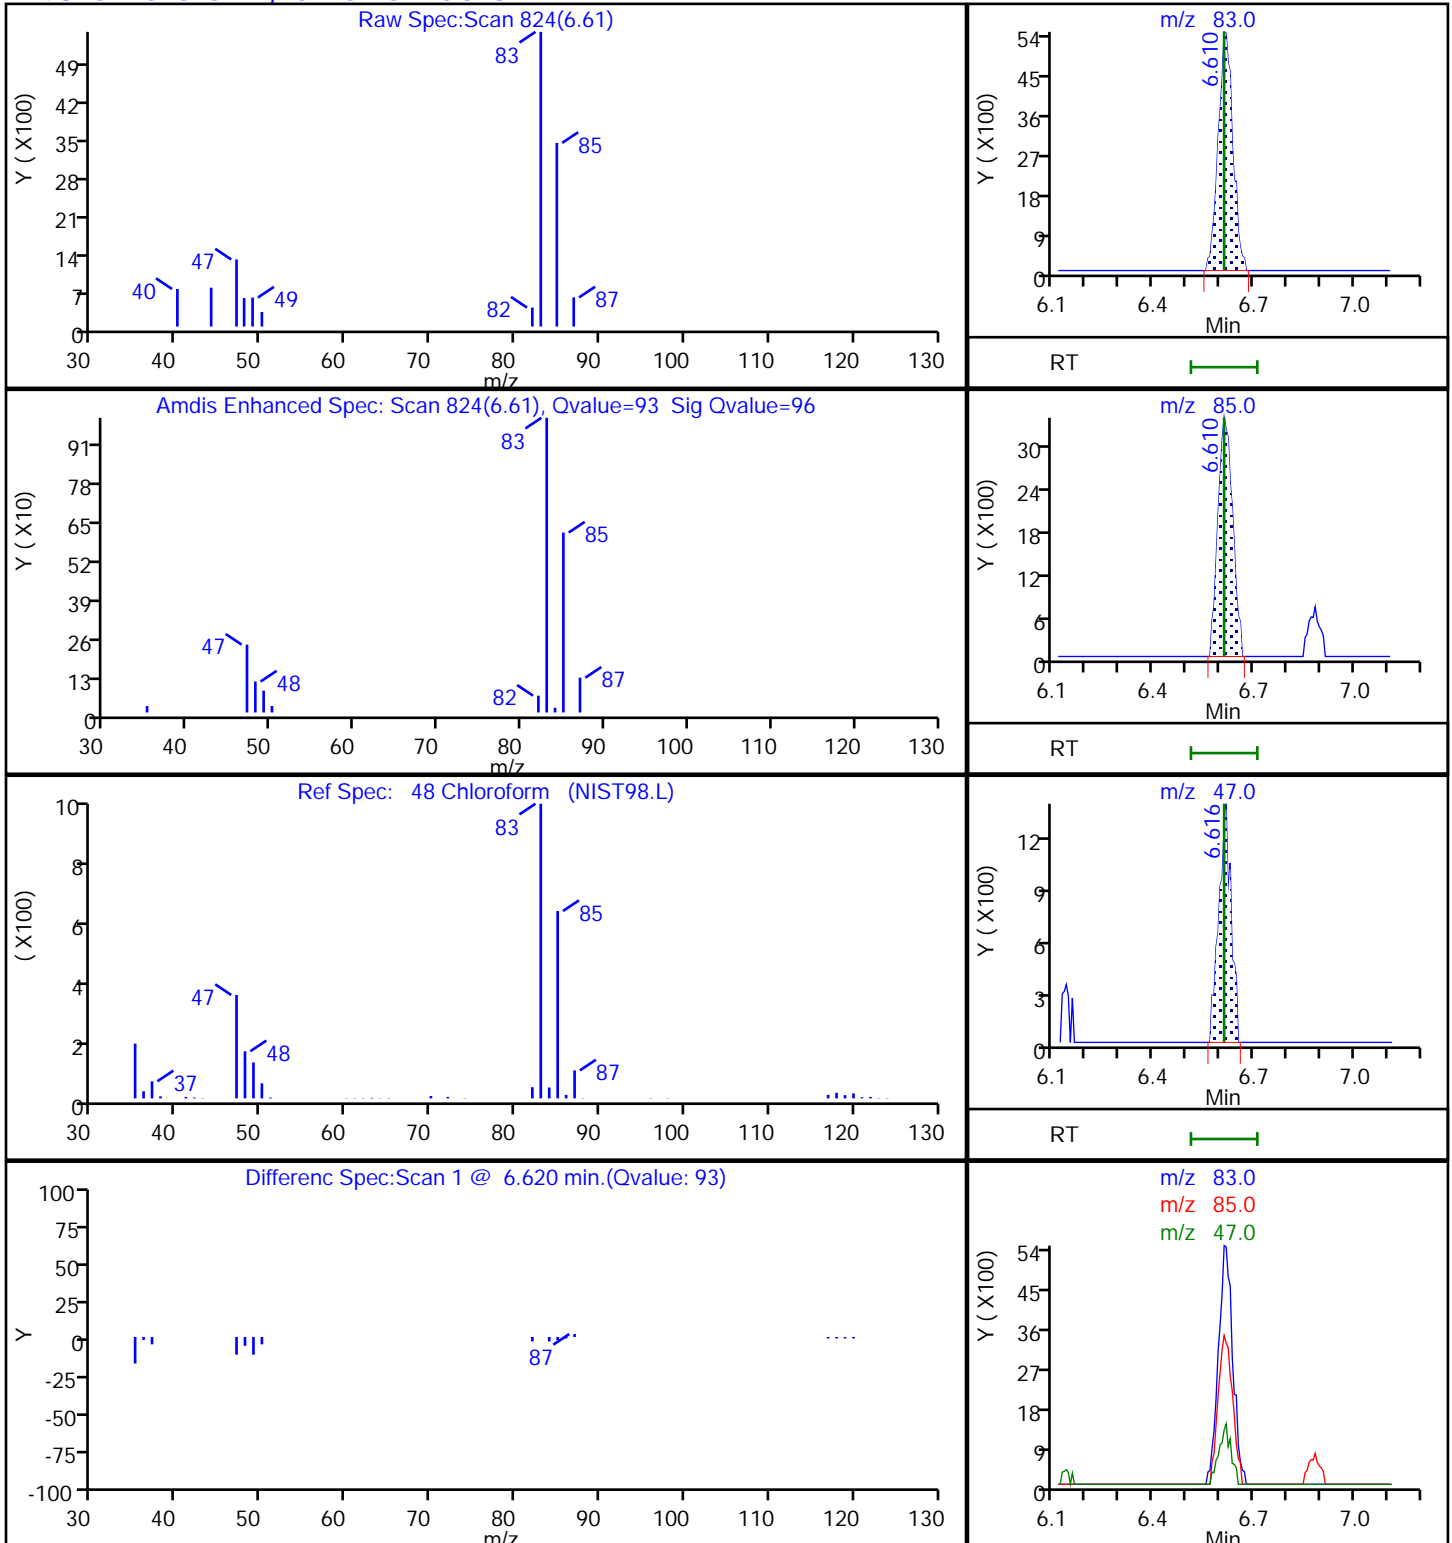 Raw Spec:Scan 824(6.61)
Y ( X100)
49
42
35
28
21
14
7
0
83
85
47
40
49
82
87
30 40 50 60 70 80 90 100 110 120 130
m/z
m/z 83.0
Y ( X100)
54
45
36
27
18
9
0
6.610
6.1 6.4 6.7 7.0
Min
RT
Amdis Enhanced Spec: Scan 824(6.61), Qvalue=93 Sig Qvalue=96
Y ( X10)
91
78
65
52
39
26
13
0
83
85
47
48
82
87
30 40 50 60 70 80 90 100 110 120 130
m/z
m/z 85.0
Y ( X100)
30
24
18
12
6
0
6.610
6.1 6.4 6.7 7.0
Min
RT
Ref Spec: 48 Chloroform (NIST98.L)
( X100)
10
8
6
4
2
0
83
85
47
48
37
87
30 40 50 60 70 80 90 100 110 120 130
m/z 47.0
Y ( X100)
12
9
6
3
0
6.616
6.1 6.4 6.7 7.0
Min
RT
Differenc Spec:Scan 1 @ 6.620 min.(Qvalue: 93)
Y
100
75
50
25
0
-25
-50
-75
-100
87
30 40 50 60 70 80 90 100 110 120 130
m/z
m/z 83.0
m/z 85.0
m/z 47.0
Y ( X100)
54
45
36
27
18
9
0
6.1 6.4 6.7 7.0
Min